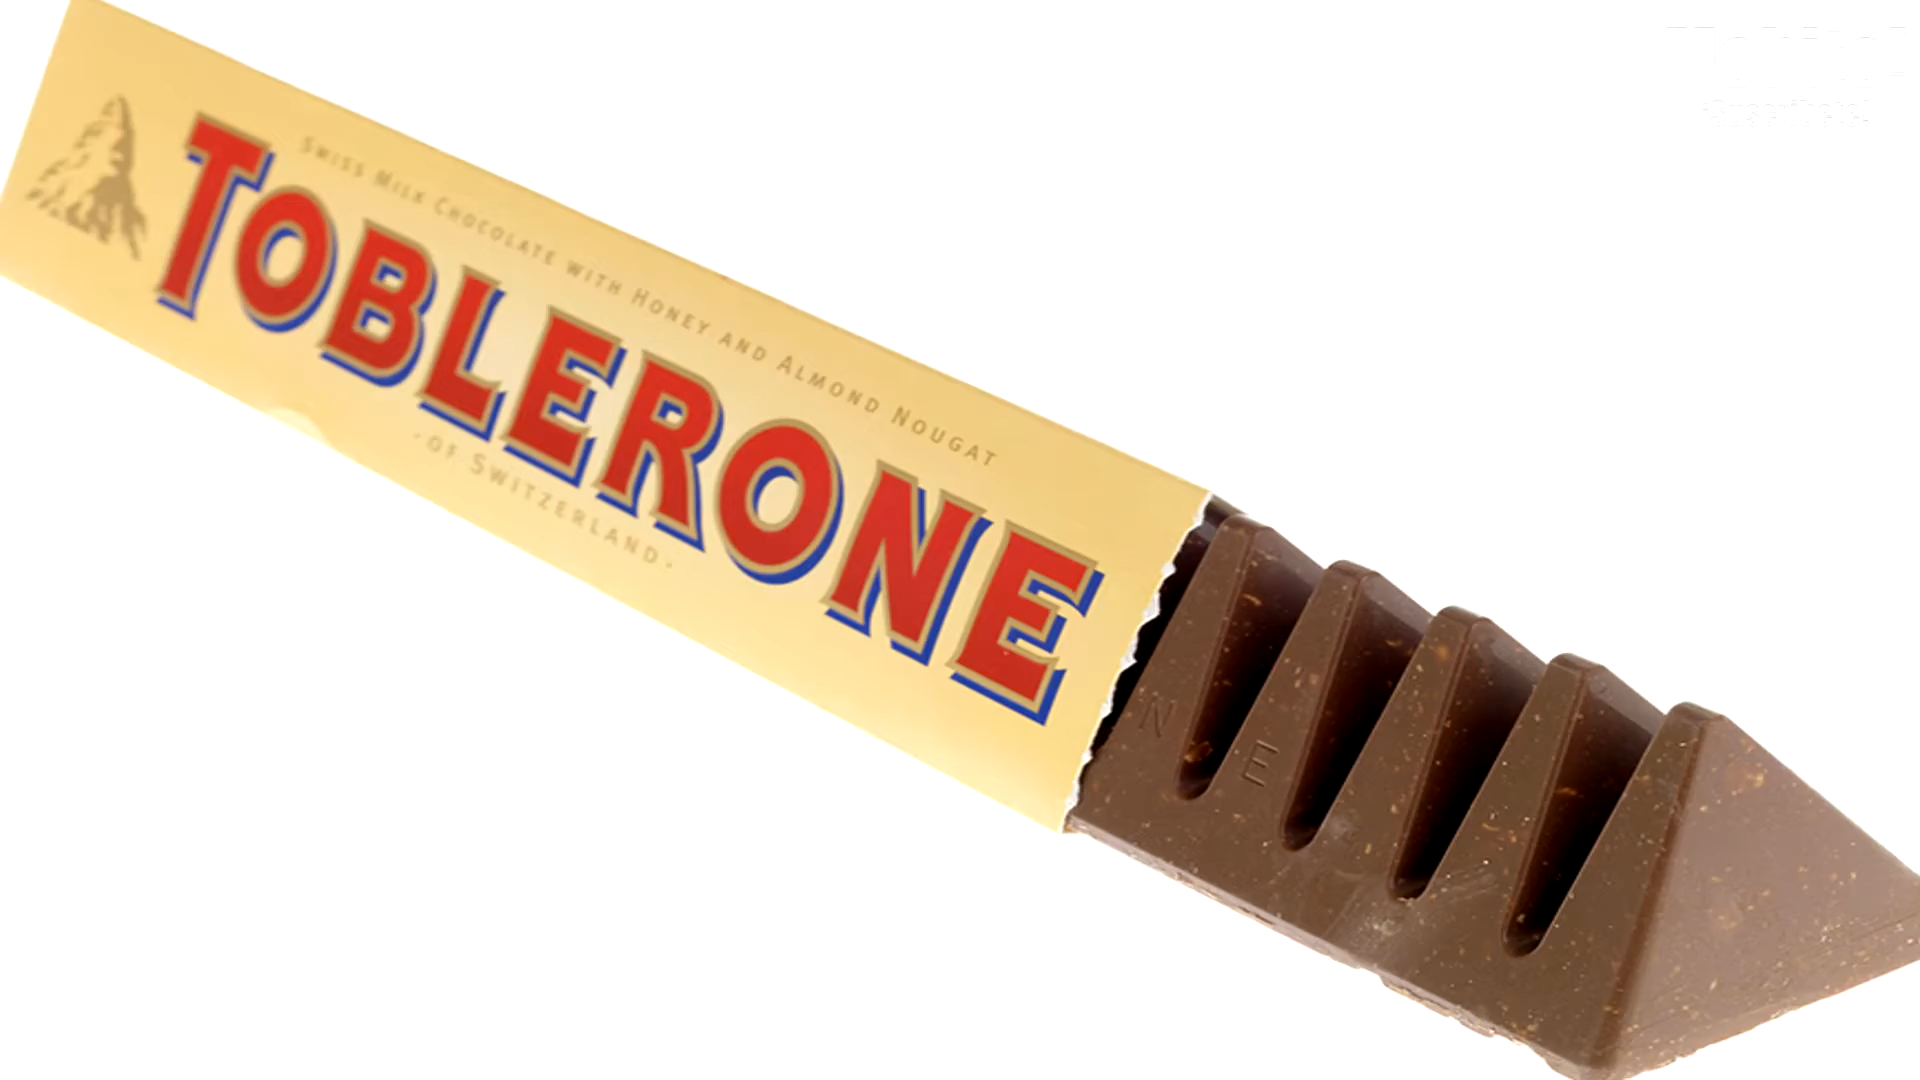 SWISS MILK CHOCOLATE WITH HONEY AND ALMOND NOUGAT
TOBLERONE
·OF SWITZERLAND·
N E